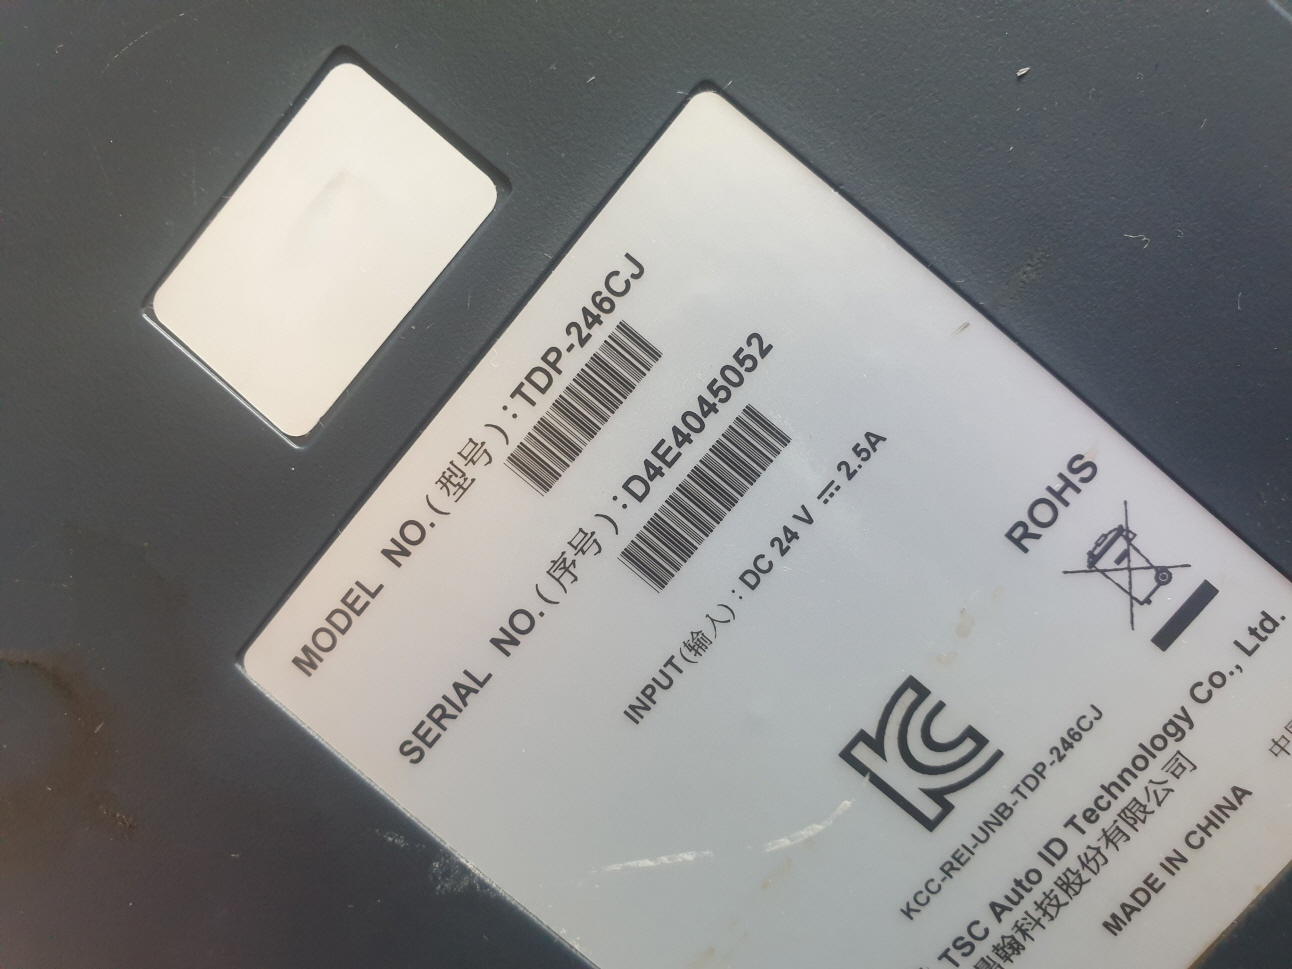 MODEL NO.(型号):TDP-246CJ
SERIAL NO.(序号):D4E4045052
INPUT(输入):DC 24 V ⎓ 2.5A
ROHS
KCC-REI-UNB-TDP-246CJ
TSC Auto ID Technology Co., Ltd.
翰科技股份有限公司
MADE IN CHINA
中